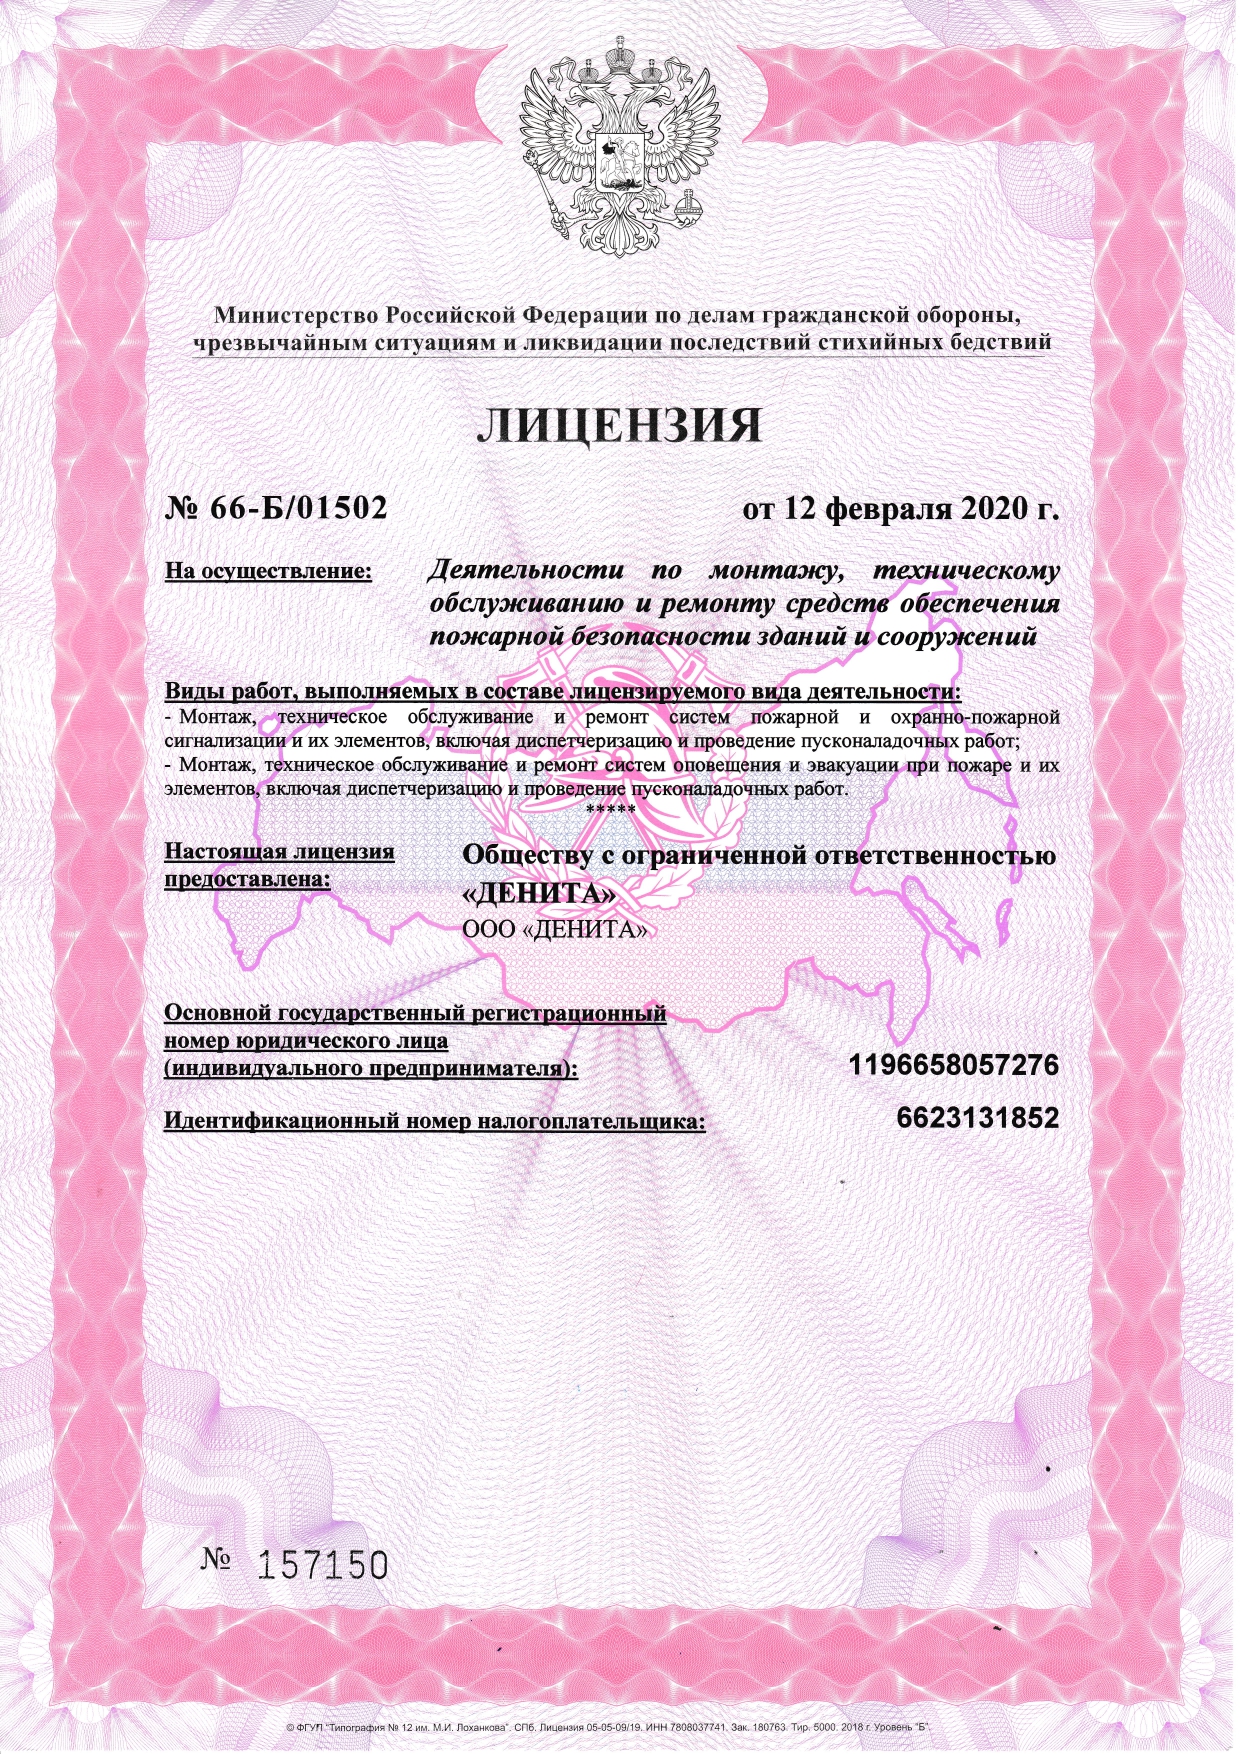 Министерство Российской Федерации по делам гражданской обороны,
чрезвычайным ситуациям и ликвидации последствий стихийных бедствий
ЛИЦЕНЗИЯ
№ 66-Б/01502 от 12 февраля 2020 г.
На осуществление: Деятельности по монтажу, техническому
обслуживанию и ремонту средств обеспечения
пожарной безопасности зданий и сооружений
Виды работ, выполняемых в составе лицензируемого вида деятельности:
- Монтаж, техническое обслуживание и ремонт систем пожарной и охранно-пожарной
сигнализации и их элементов, включая диспетчеризацию и проведение пусконаладочных работ;
- Монтаж, техническое обслуживание и ремонт систем оповещения и эвакуации при пожаре и их
элементов, включая диспетчеризацию и проведение пусконаладочных работ.
*****
Настоящая лицензия
предоставлена:
Обществу с ограниченной ответственностью
«ДЕНИТА»
ООО «ДЕНИТА»
Основной государственный регистрационный
номер юридического лица
(индивидуального предпринимателя): 1196658057276
Идентификационный номер налогоплательщика: 6623131852
№ 157150
© ФГУП "Типография № 12 им. М.И. Лоханкова". СПб. Лицензия 05-05-09/19. ИНН 7808037741. Зак. 180763. Тир. 5000. 2018 г. Уровень "Б".